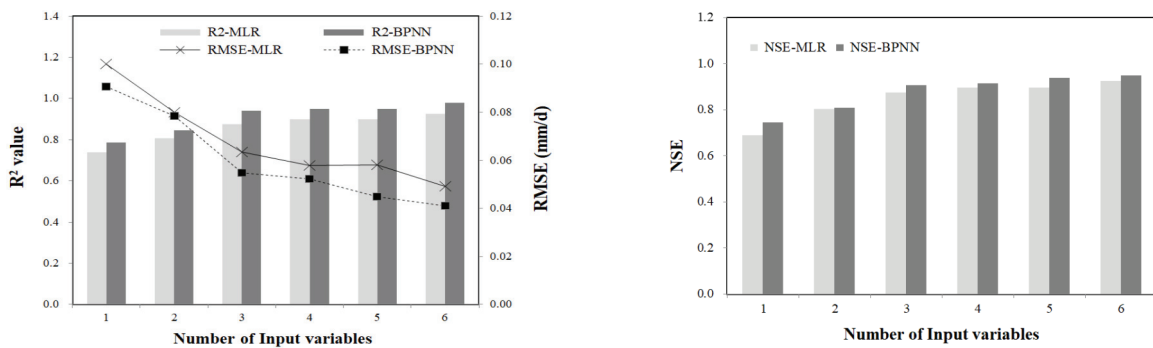 R2-MLR R2-BPNN
RMSE-MLR RMSE-BPNN
1.4
1.2
1.0
0.8
0.6
0.4
0.2
0.0
R² value
0.12
0.10
0.08
0.06
0.04
0.02
0.00
RMSE (mm/d)
1 2 3 4 5 6
Number of Input variables
NSE-MLR NSE-BPNN
1.2
1.0
0.8
0.6
0.4
0.2
0.0
NSE
1 2 3 4 5 6
Number of Input variables